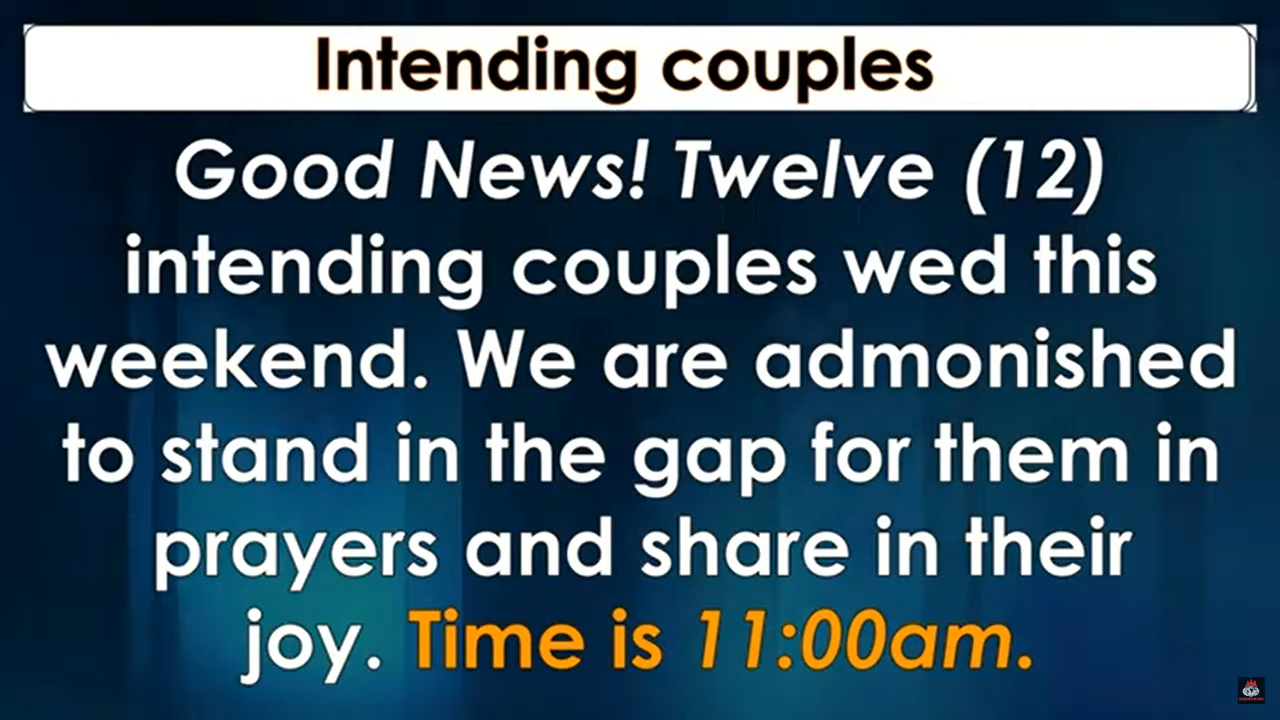 Intending couples
Good News! Twelve (12)
intending couples wed this
weekend. We are admonished
to stand in the gap for them in
prayers and share in their
joy. Time is 11:00am.